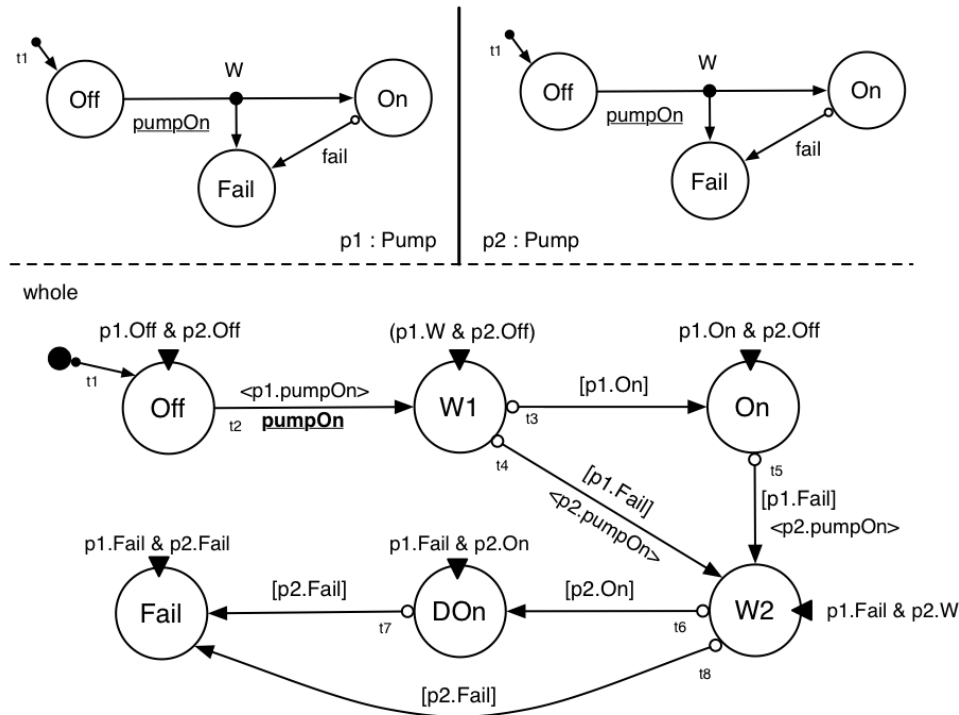 t1
W
Off
On
pumpOn
fail
Fail
p1 : Pump
t1
W
Off
On
pumpOn
fail
Fail
p2 : Pump
whole
p1.Off & p2.Off
(p1.W & p2.Off)
p1.On & p2.Off
t1
Off
<p1.pumpOn>
t2
pumpOn
W1
[p1.On]
t3
On
t4
[p1.Fail]
<p2.pumpOn>
t5
[p1.Fail]
<p2.pumpOn>
p1.Fail & p2.Fail
p1.Fail & p2.On
Fail
[p2.Fail]
t7
DOn
[p2.On]
t6
W2
p1.Fail & p2.W
t8
[p2.Fail]